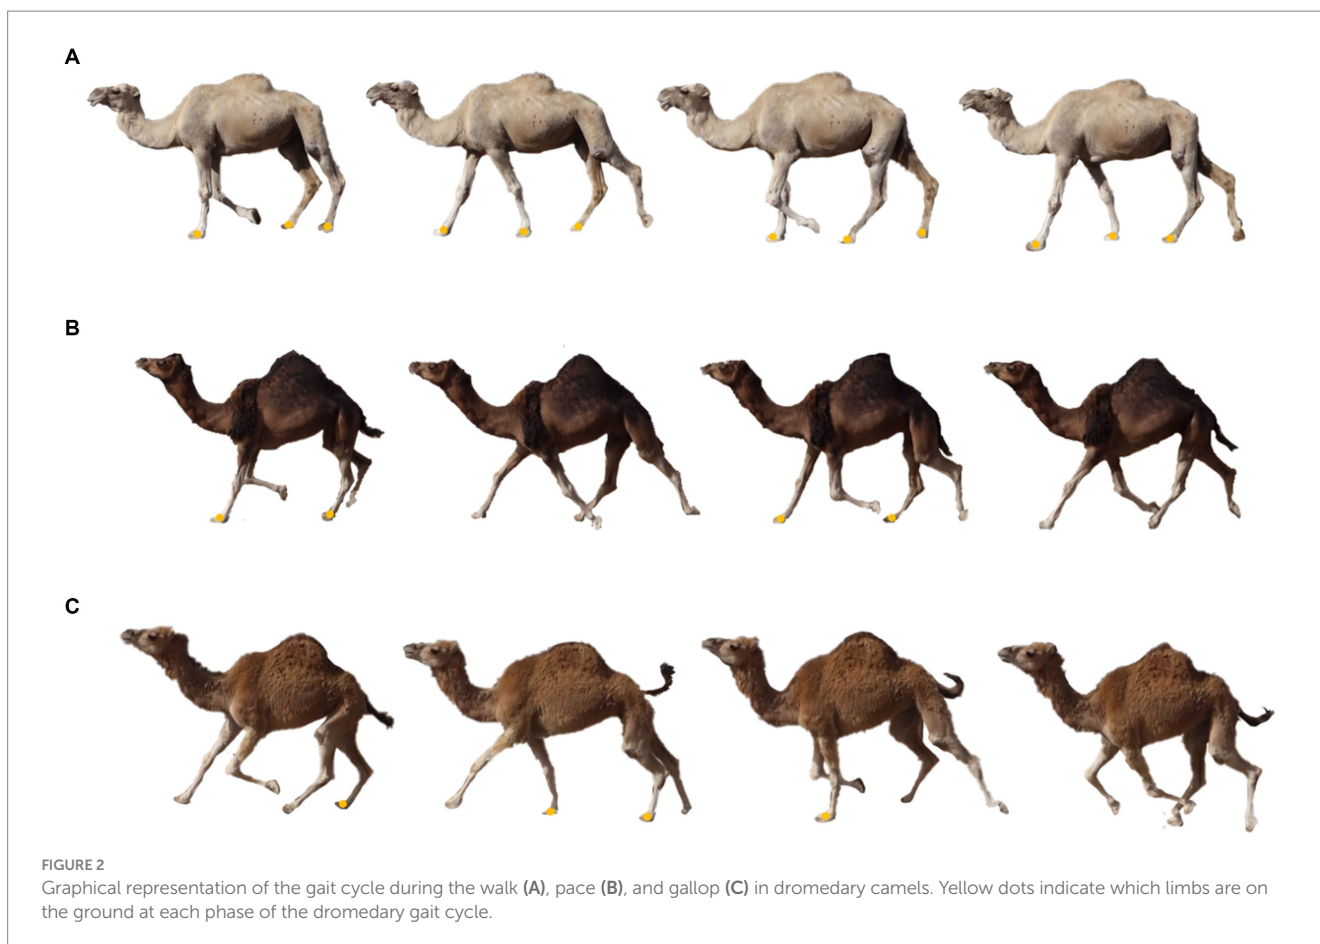 A
B
C
FIGURE 2
Graphical representation of the gait cycle during the walk (A), pace (B), and gallop (C) in dromedary camels. Yellow dots indicate which limbs are on
the ground at each phase of the dromedary gait cycle.